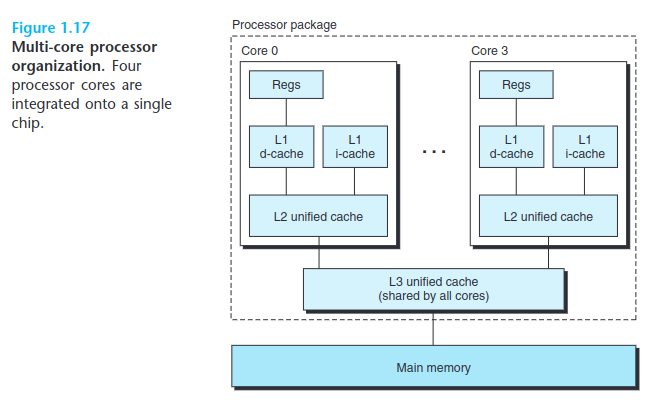 Figure 1.17
Multi-core processor
organization. Four
processor cores are
integrated onto a single
chip.
Processor package
Core 0
Regs
L1
d-cache
L1
i-cache
L2 unified cache
...
Core 3
Regs
L1
d-cache
L1
i-cache
L2 unified cache
L3 unified cache
(shared by all cores)
Main memory